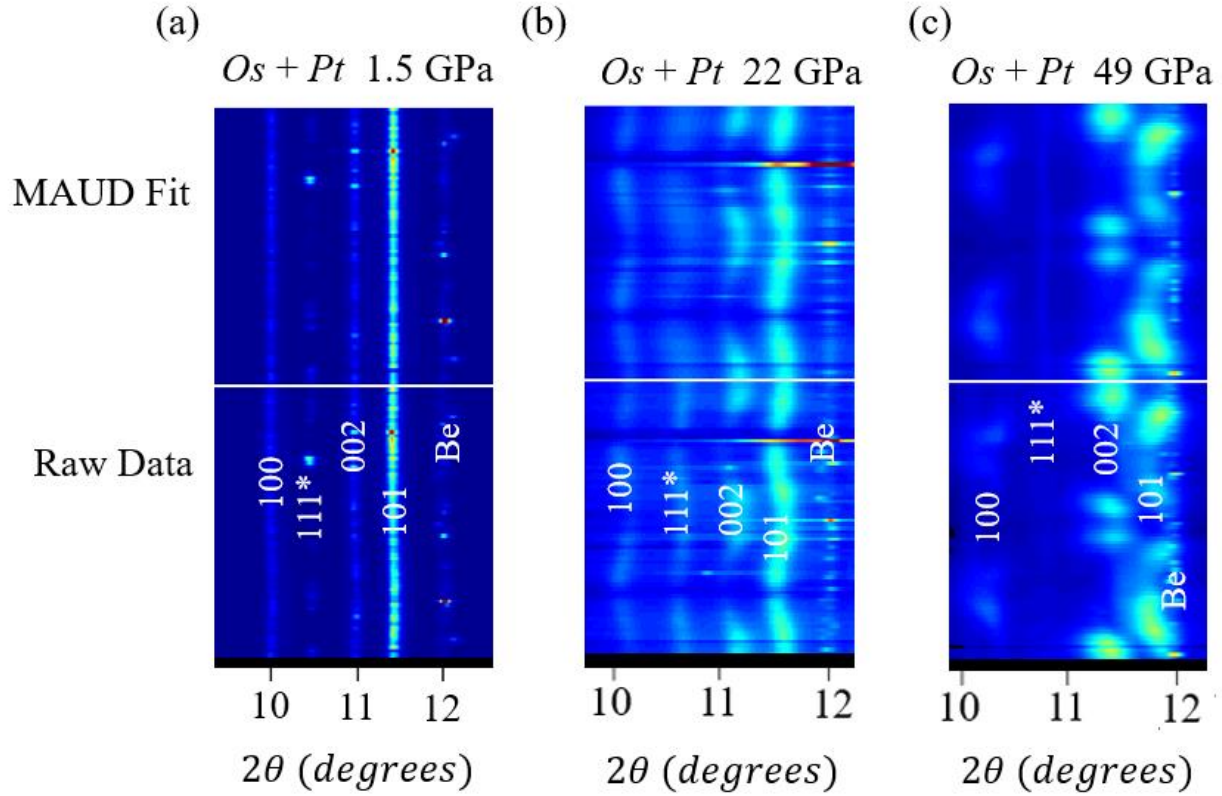 (a)
(b)
(c)
Os + Pt 1.5 GPa
Os + Pt 22 GPa
Os + Pt 49 GPa
MAUD Fit
Raw Data
100
111*
002
101
Be
100
111*
002
101
Be
100
111*
002
101
Be
10 11 12
10 11 12
10 11 12
2θ (degrees)
2θ (degrees)
2θ (degrees)